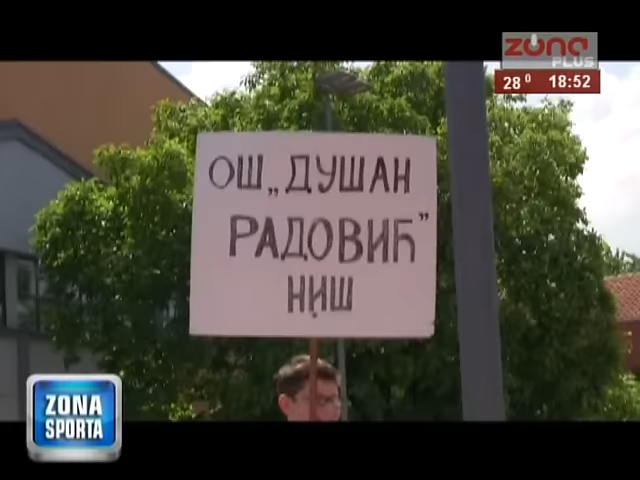 ZONA
PLUS
28° 18:52
ОШ „ДУШАН
РАДОВИЋ”
НИШ
ZONA
SPORTA